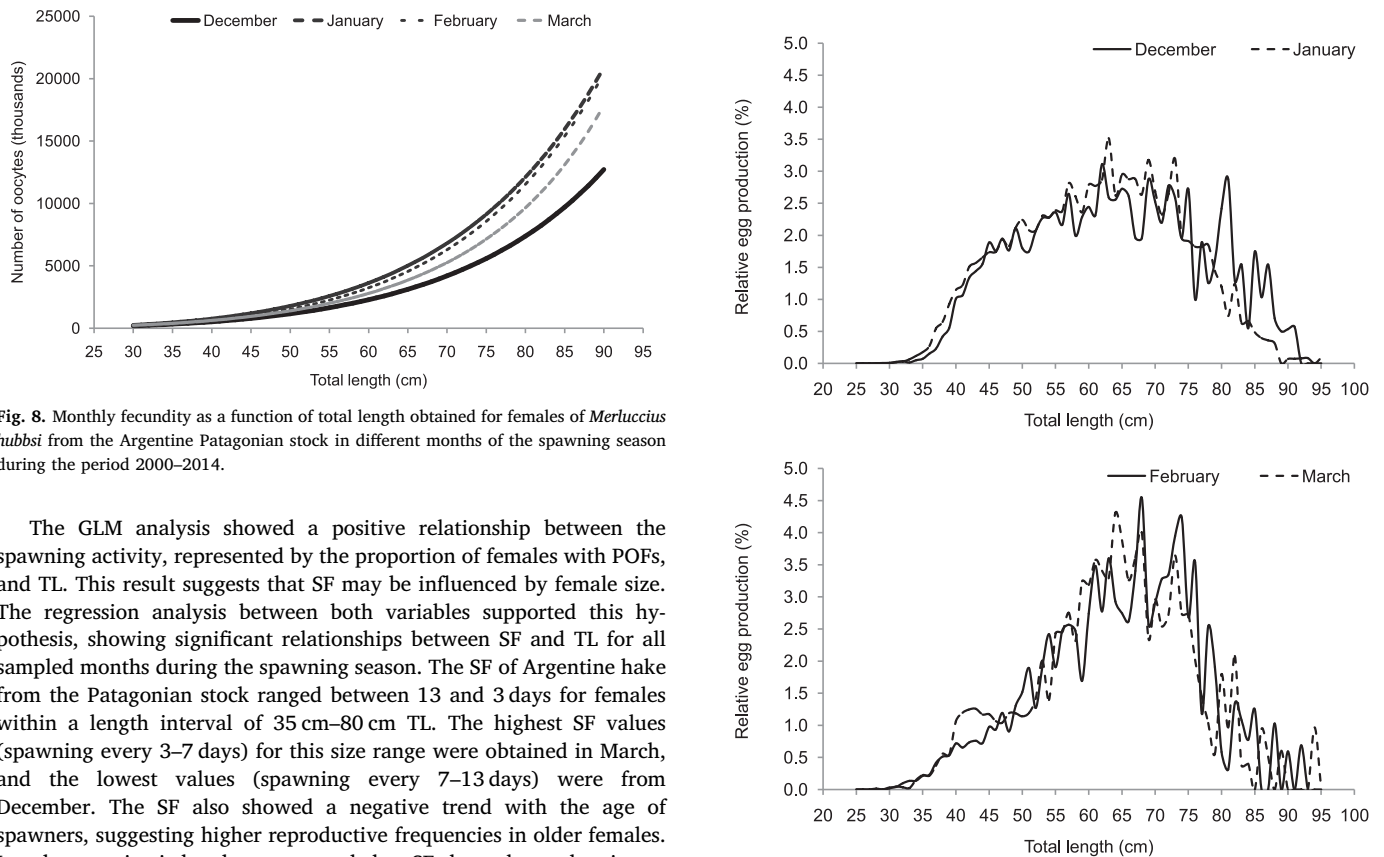 25000
20000
15000
10000
5000
0
Number of oocytes (thousands)
December January February March
25 30 35 40 45 50 55 60 65 70 75 80 85 90 95
Total length (cm)
Fig. 8. Monthly fecundity as a function of total length obtained for females of Merluccius
hubbsi from the Argentine Patagonian stock in different months of the spawning season
during the period 2000–2014.
The GLM analysis showed a positive relationship between the
spawning activity, represented by the proportion of females with POFs,
and TL. This result suggests that SF may be influenced by female size.
The regression analysis between both variables supported this hy-
pothesis, showing significant relationships between SF and TL for all
sampled months during the spawning season. The SF of Argentine hake
from the Patagonian stock ranged between 13 and 3 days for females
within a length interval of 35 cm–80 cm TL. The highest SF values
(spawning every 3–7 days) for this size range were obtained in March,
and the lowest values (spawning every 7–13 days) were from
December. The SF also showed a negative trend with the age of
spawners, suggesting higher reproductive frequencies in older females.
5.0
4.5
4.0
3.5
3.0
2.5
2.0
1.5
1.0
0.5
0.0
Relative egg production (%)
December January
20 25 30 35 40 45 50 55 60 65 70 75 80 85 90 95 100
Total length (cm)
5.0
4.5
4.0
3.5
3.0
2.5
2.0
1.5
1.0
0.5
0.0
Relative egg production (%)
February March
20 25 30 35 40 45 50 55 60 65 70 75 80 85 90 95 100
Total length (cm)